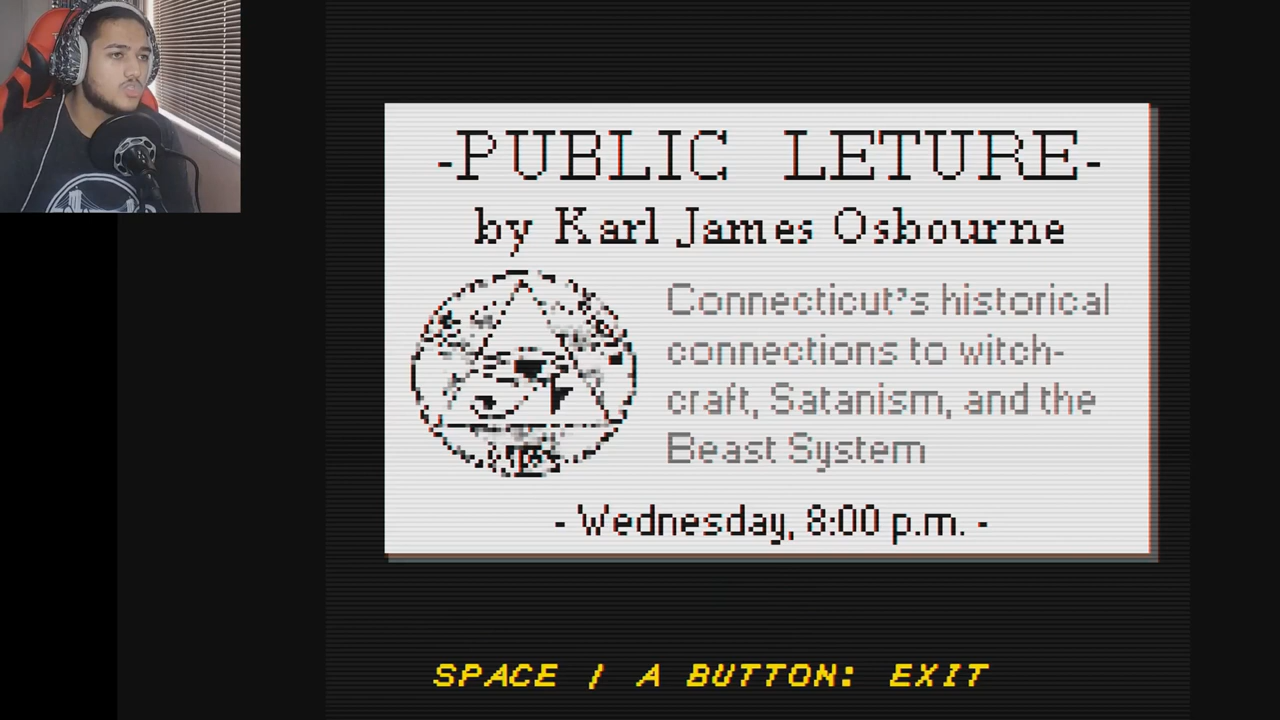 -PUBLIC LETURE-
by Karl James Osbourne
Connecticut's historical
connections to witch-
craft, Satanism, and the
Beast System
- Wednesday, 8:00 p.m. -
SPACE / A BUTTON: EXIT